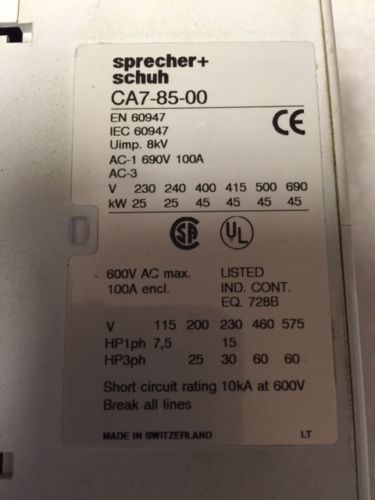 sprecher+
schuh
CA7-85-00
EN 60947
IEC 60947
Uimp. 8kV
AC-1 690V 100A
AC-3
V 230 240 400 415 500 690
kW 25 25 45 45 45 45
CE
SA UL
600V AC max. LISTED
100A encl. IND. CONT.
EQ. 728B
V 115 200 230 460 575
HP1ph 7,5 15
HP3ph 25 30 60 60
Short circuit rating 10kA at 600V
Break all lines
MADE IN SWITZERLAND LT